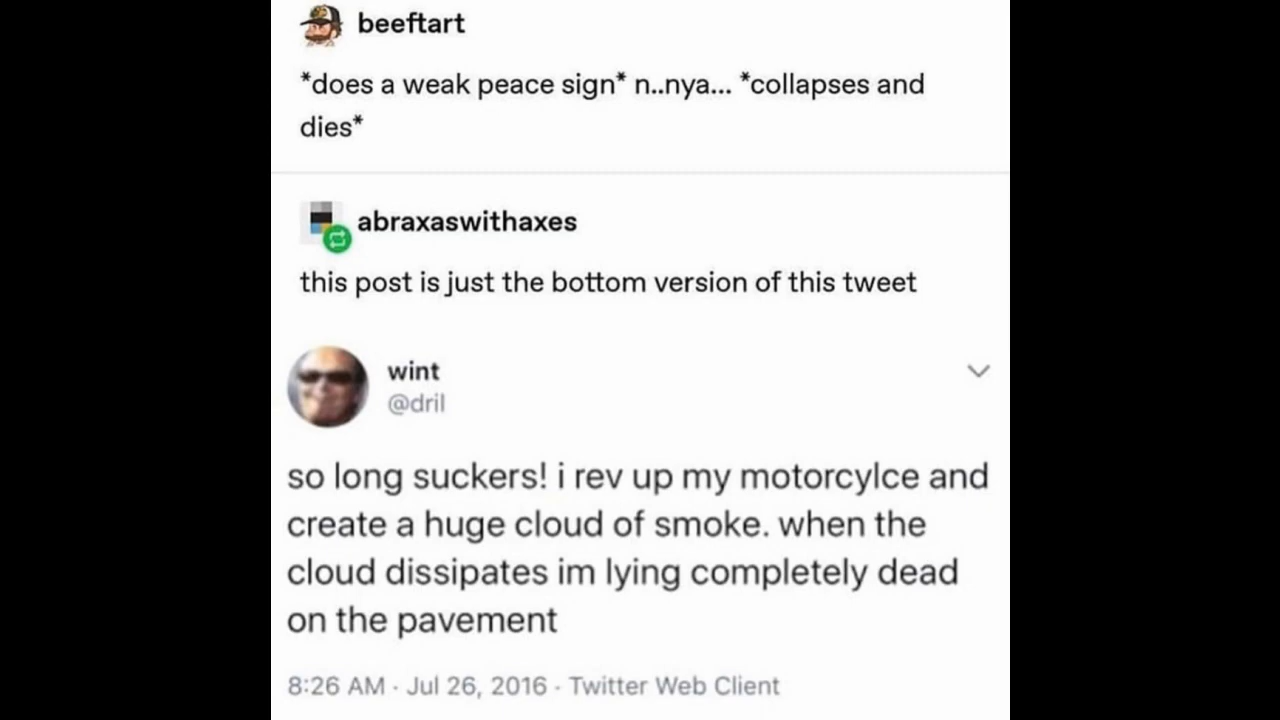 beeftart
*does a weak peace sign* n..nya... *collapses and
dies*
abraxaswithaxes
this post is just the bottom version of this tweet
wint
@dril
so long suckers! i rev up my motorcylce and
create a huge cloud of smoke. when the
cloud dissipates im lying completely dead
on the pavement
8:26 AM · Jul 26, 2016 · Twitter Web Client